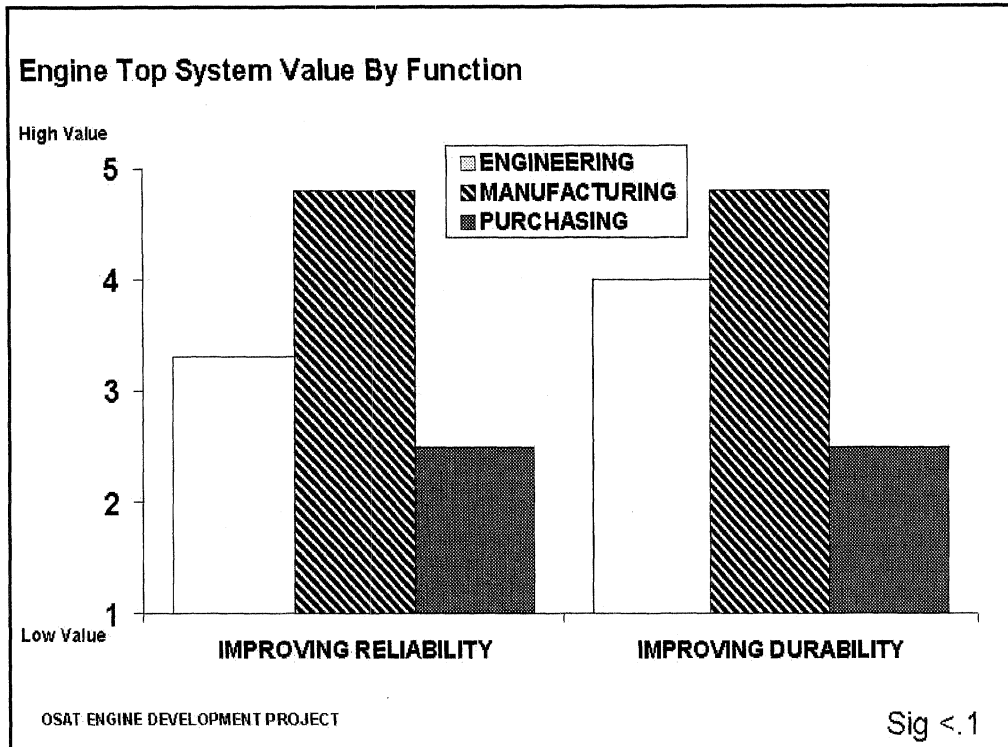 Engine Top System Value By Function
High Value
5
4
3
2
1
Low Value
ENGINEERING
MANUFACTURING
PURCHASING
IMPROVING RELIABILITY
IMPROVING DURABILITY
OSAT ENGINE DEVELOPMENT PROJECT
Sig <.1